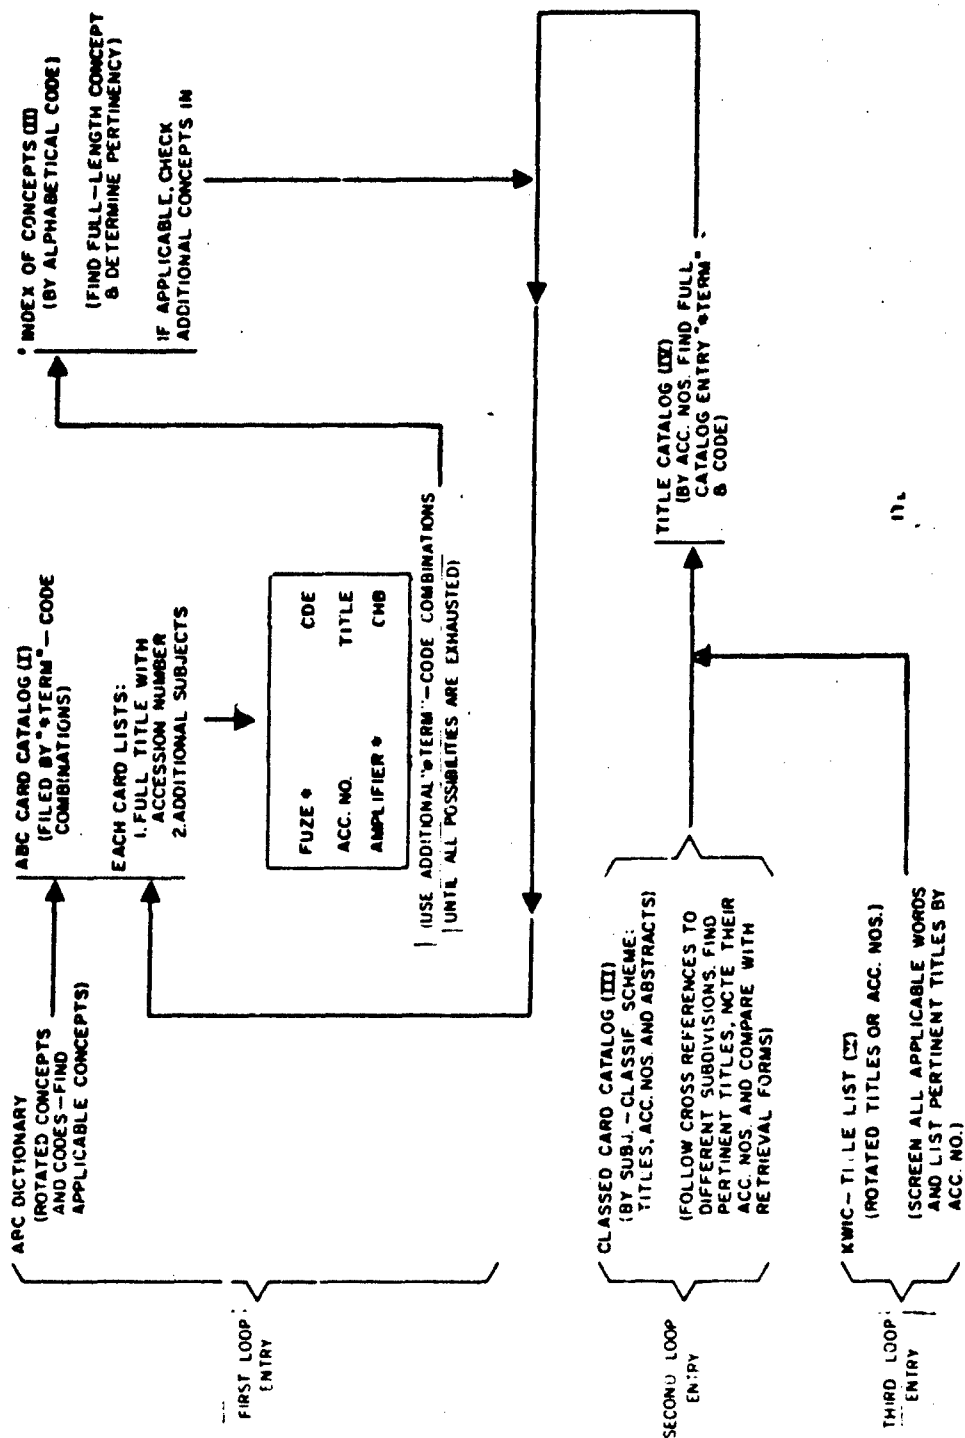 FIRST LOOP:
ENTRY
ABC DICTIONARY
(ROTATED CONCEPTS
AND CODES—FIND
APPLICABLE CONCEPTS)
ABC CARD CATALOG (I)
(FILED BY "*TERM"—CODE
COMBINATIONS)
EACH CARD LISTS:
1. FULL TITLE WITH
ACCESSION NUMBER
2. ADDITIONAL SUBJECTS
FUZE* CDE
ACC. NO. TITLE
AMPLIFIER* CHB
(USE ADDITIONAL "*TERM"—CODE COMBINATIONS
UNTIL ALL POSSIBILITIES ARE EXHAUSTED)
INDEX OF CONCEPTS (II)
(BY ALPHABETICAL CODE)
(FIND FULL-LENGTH CONCEPT
& DETERMINE PERTINENCY)
IF APPLICABLE, CHECK
ADDITIONAL CONCEPTS IN
SECOND LOOP
ENTRY
CLASSED CARD CATALOG (III)
(BY SUBJ.-CLASSIF. SCHEME:
TITLES, ACC. NOS. AND ABSTRACTS)
(FOLLOW CROSS REFERENCES TO
DIFFERENT SUBDIVISIONS. FIND
PERTINENT TITLES, NOTE THEIR
ACC. NOS. AND COMPARE WITH
RETRIEVAL FORMS)
TITLE CATALOG (IV)
(BY ACC. NOS. FIND FULL
CATALOG ENTRY "*TERM"
& CODE)
THIRD LOOP:
ENTRY
KWIC-TITLE LIST (V)
(ROTATED TITLES OR ACC. NOS.)
(SCREEN ALL APPLICABLE WORDS
AND LIST PERTINENT TITLES BY
ACC. NO.)